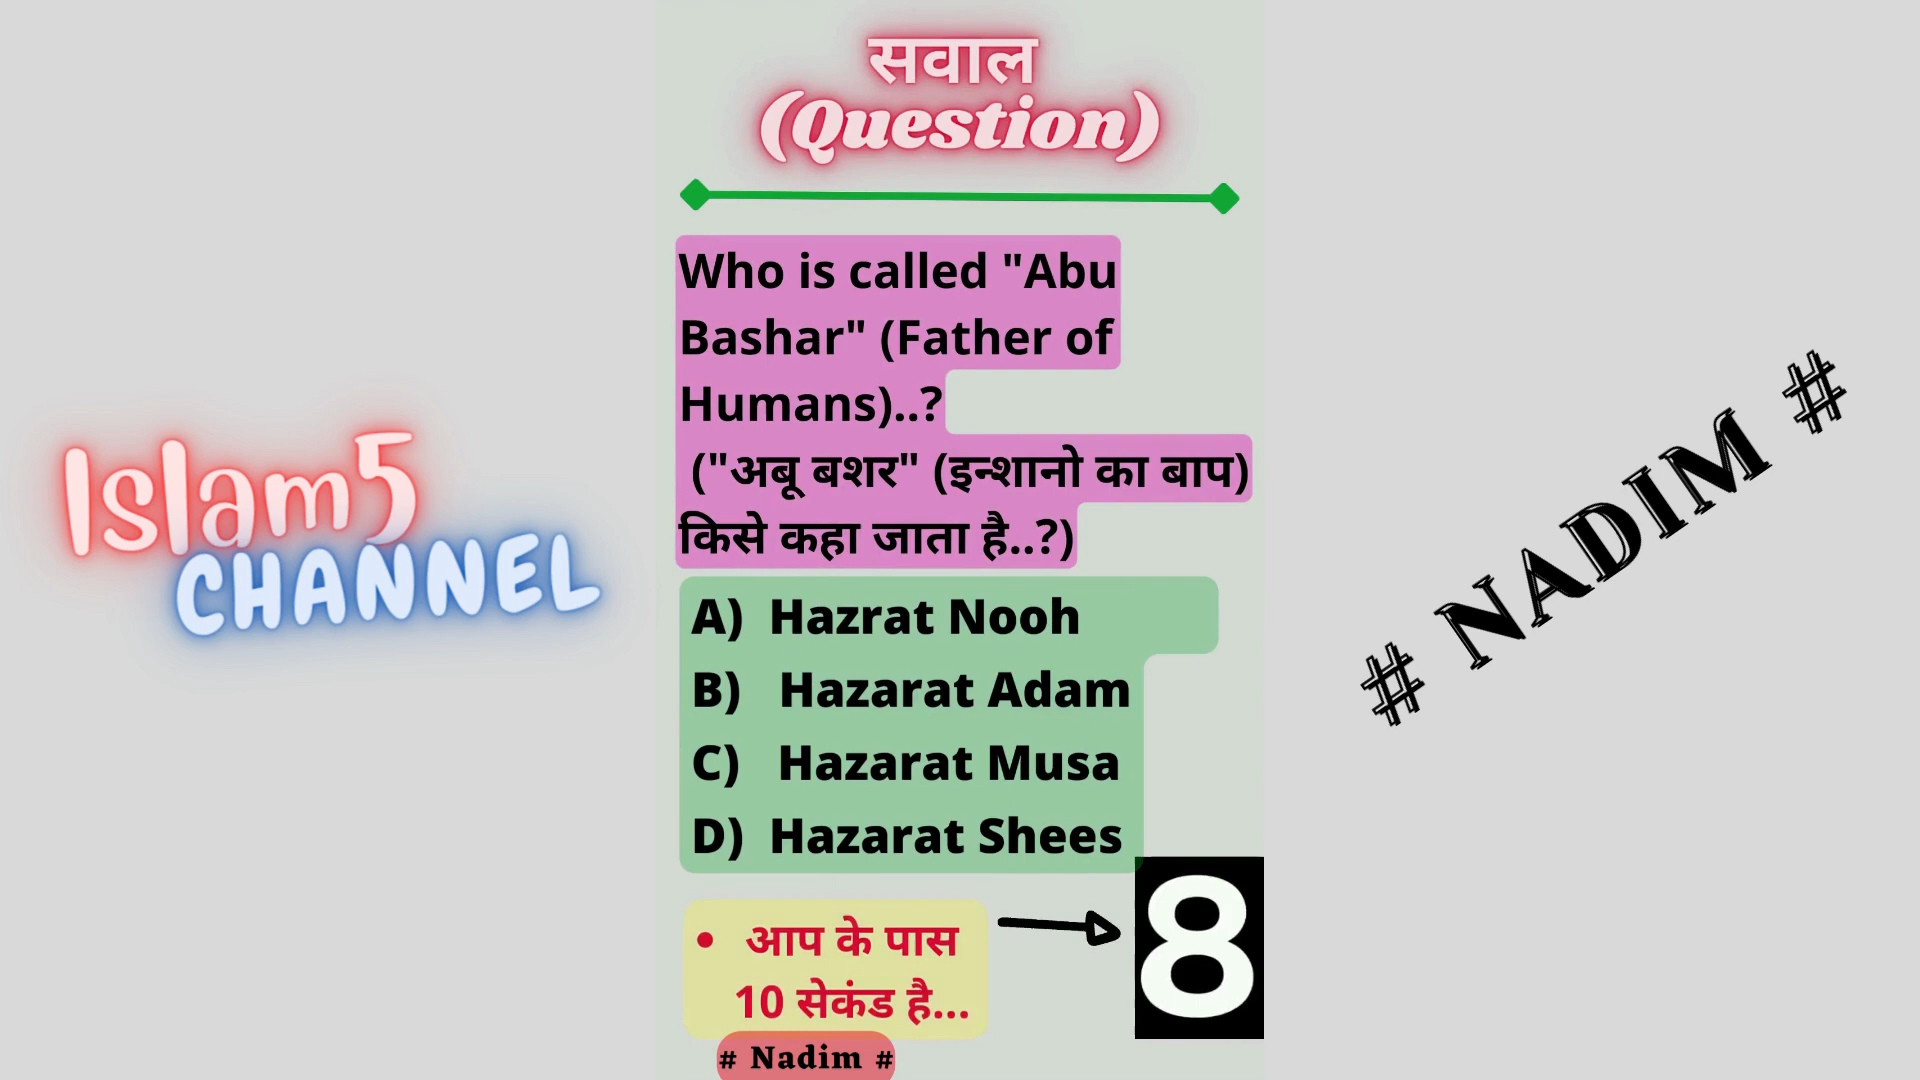 सवाल
(Question)
Who is called "Abu
Bashar" (Father of
Humans)..?
("अबू बशर" (इन्शानो का बाप)
किसे कहा जाता है..?)
A) Hazrat Nooh
B) Hazarat Adam
C) Hazarat Musa
D) Hazarat Shees
• आप के पास
10 सेकंड है...
8
# Nadim #
Islam5
CHANNEL
# NADIM #